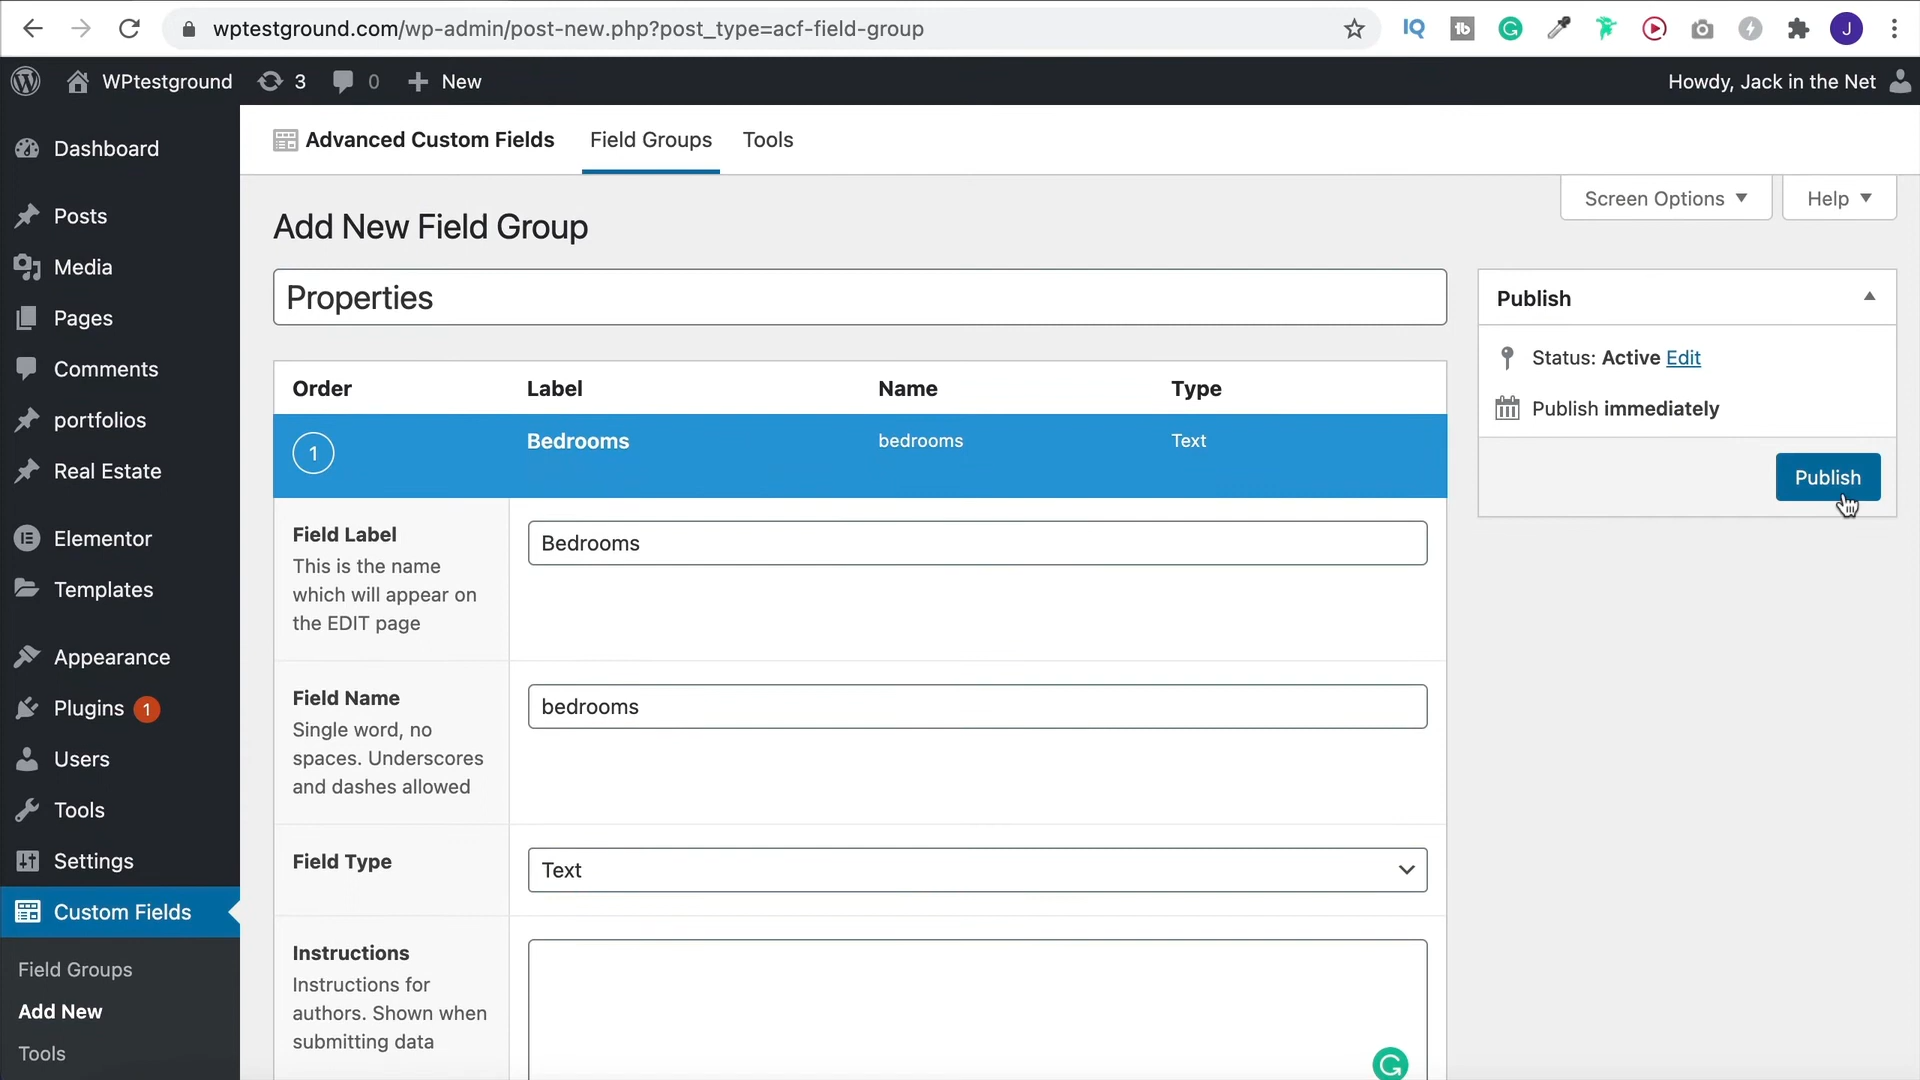 wptestground.com/wp-admin/post-new.php?post_type=acf-field-group
IQ
tb
G
J
WPtestground
3
0
New
Howdy, Jack in the Net
Dashboard
Posts
Media
Pages
Comments
portfolios
Real Estate
Elementor
Templates
Appearance
Plugins 1
Users
Tools
Settings
Custom Fields
Field Groups
Add New
Tools
Advanced Custom Fields
Field Groups
Tools
Screen Options
Help
Add New Field Group
Properties
Order Label Name Type
1 Bedrooms bedrooms Text
Field Label
This is the name
which will appear on
the EDIT page
Bedrooms
Field Name
Single word, no
spaces. Underscores
and dashes allowed
bedrooms
Field Type
Text
Instructions
Instructions for
authors. Shown when
submitting data
G
Publish
Status: Active Edit
Publish immediately
Publish